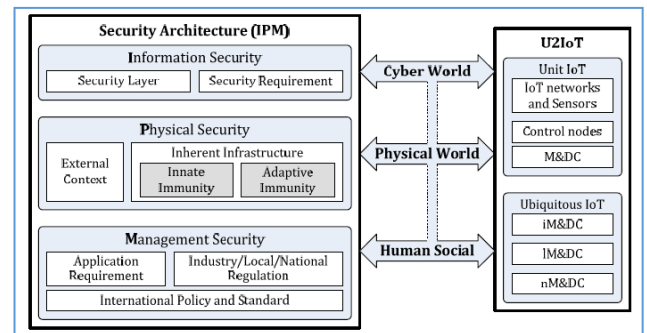 Security Architecture (IPM)
Information Security
Security Layer
Security Requirement
Physical Security
External
Context
Inherent Infrastructure
Innate
Immunity
Adaptive
Immunity
Management Security
Application
Requirement
Industry/Local/National
Regulation
International Policy and Standard
Cyber World
Physical World
Human Social
U2IoT
Unit IoT
IoT networks
and Sensors
Control nodes
M&DC
Ubiquitous IoT
iM&DC
lM&DC
nM&DC